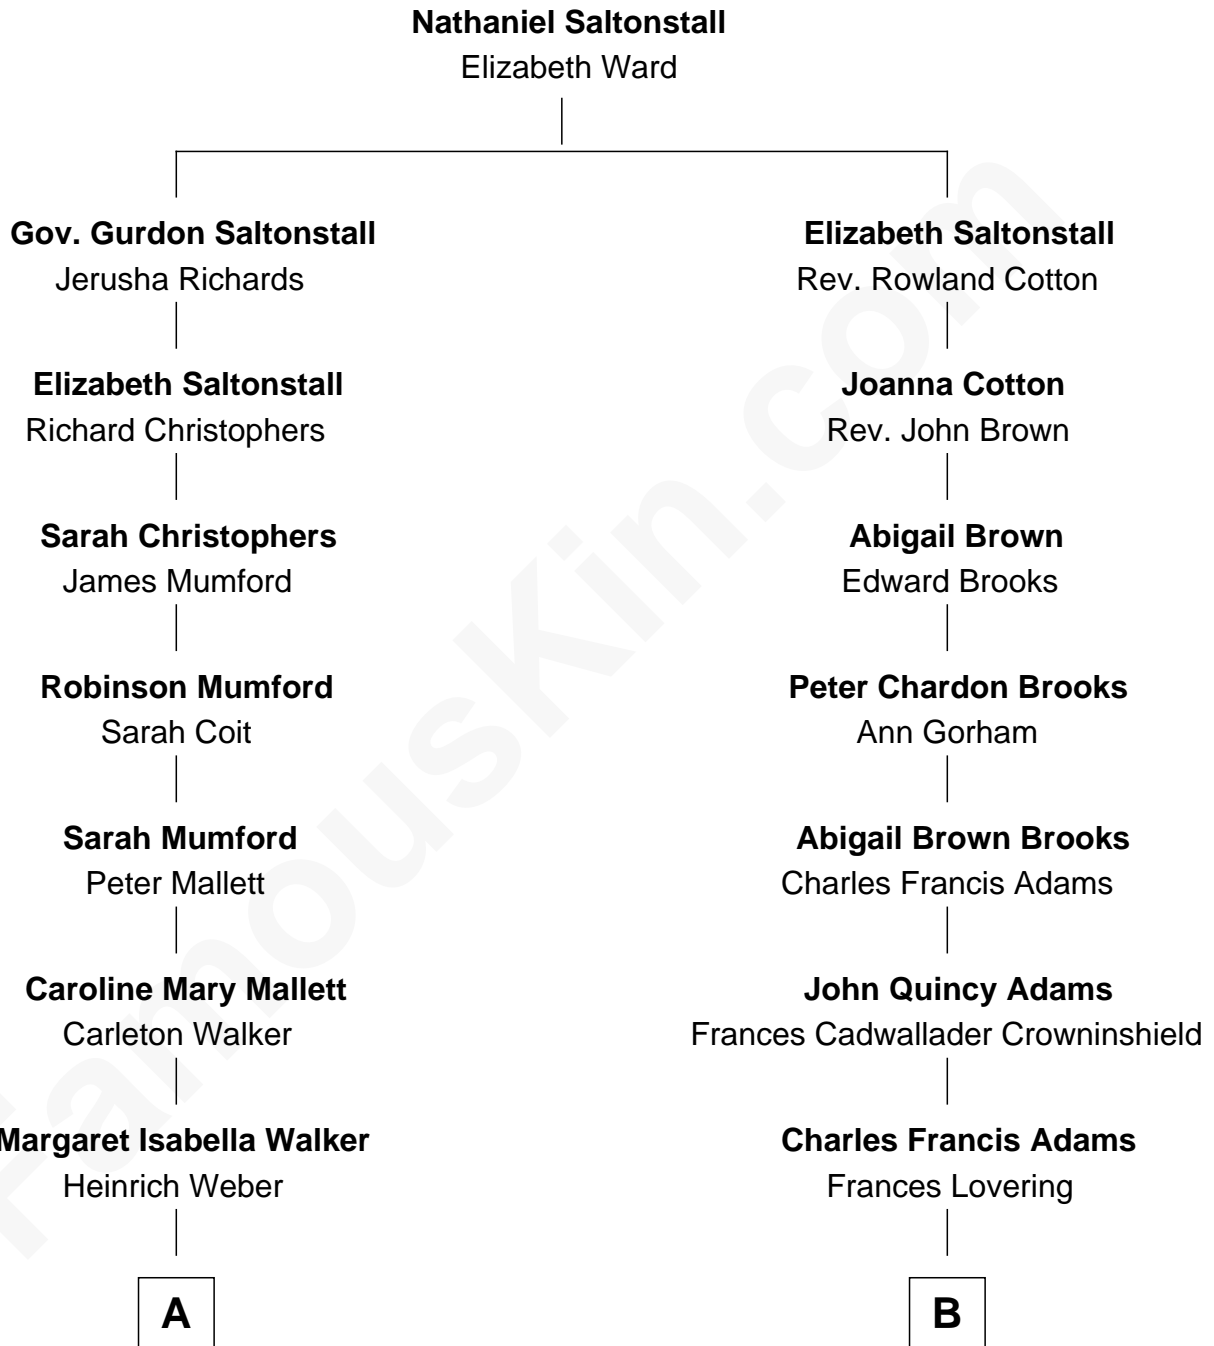 Nathaniel Saltonstall
Elizabeth Ward
Gov. Gurdon Saltonstall
Jerusha Richards
Elizabeth Saltonstall
Richard Christophers
Sarah Christophers
James Mumford
Robinson Mumford
Sarah Coit
Sarah Mumford
Peter Mallett
Caroline Mary Mallett
Carleton Walker
Margaret Isabella Walker
Heinrich Weber
A
Elizabeth Saltonstall
Rev. Rowland Cotton
Joanna Cotton
Rev. John Brown
Abigail Brown
Edward Brooks
Peter Chardon Brooks
Ann Gorham
Abigail Brown Brooks
Charles Francis Adams
John Quincy Adams
Frances Cadwallader Crowninshield
Charles Francis Adams
Frances Lovering
B
FamousKin.com